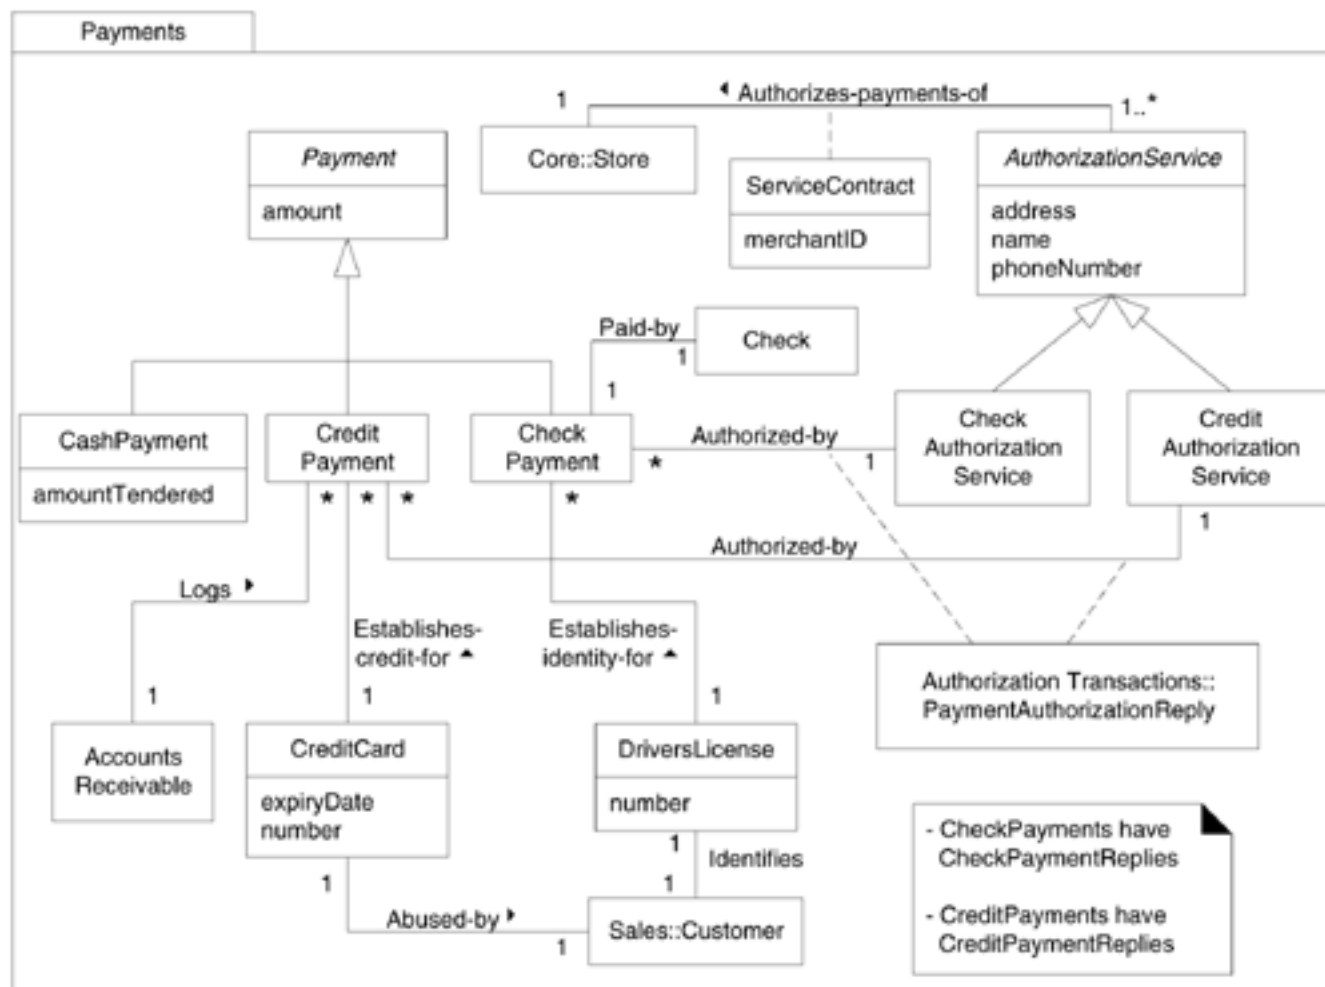 Payments
1
Authorizes-payments-of
1..*
Payment
amount
Core::Store
ServiceContract
merchantID
AuthorizationService
address
name
phoneNumber
Paid-by
1
Check
1
CashPayment
amountTendered
Credit
Payment
Check
Payment
Authorized-by
*
1
Check
Authorization
Service
Credit
Authorization
Service
*
*
*
*
1
Authorized-by
Logs
Establishes-
credit-for
Establishes-
identity-for
1
1
1
Authorization Transactions::
PaymentAuthorizationReply
Accounts
Receivable
CreditCard
expiryDate
number
DriversLicense
number
1
Identifies
1
1
Abused-by
1
Sales::Customer
- CheckPayments have
CheckPaymentReplies
- CreditPayments have
CreditPaymentReplies